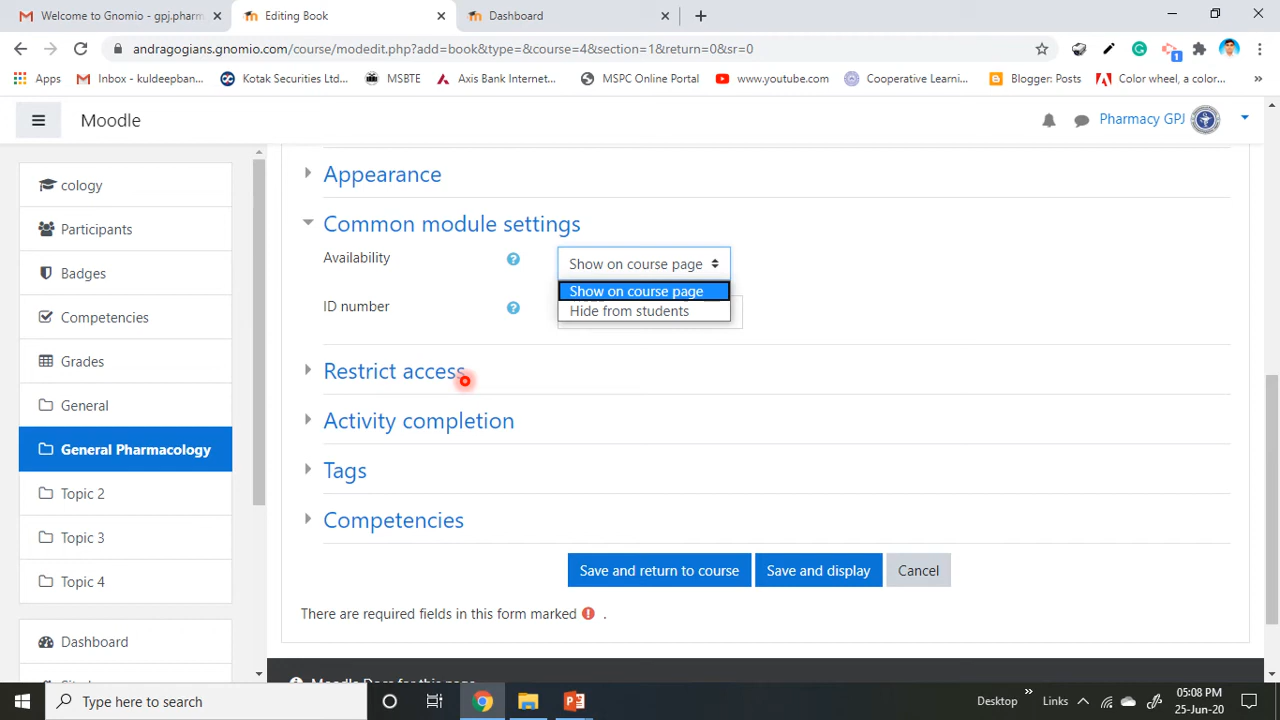 Welcome to Gnomio - gpj.pharm
Editing Book
Dashboard
andragogians.gnomio.com/course/modedit.php?add=book&type=&course=4&section=1&return=0&sr=0
1
Apps
Inbox - kuldeepban...
Kotak Securities Ltd...
MSBTE
Axis Bank Internet...
MSPC Online Portal
www.youtube.com
Cooperative Learni...
Blogger: Posts
Color wheel, a color...
Moodle
Pharmacy GPJ
cology
Participants
Badges
Competencies
Grades
General
General Pharmacology
Topic 2
Topic 3
Topic 4
Dashboard
Appearance
Common module settings
Availability
Show on course page
Show on course page
Hide from students
ID number
Restrict access
Activity completion
Tags
Competencies
Save and return to course
Save and display
Cancel
There are required fields in this form marked .
Moodle Docs for this page
Type here to search
Desktop
Links
05:08 PM
25-Jun-20